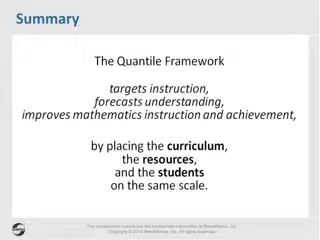 Summary
The Quantile Framework
targets instruction,
forecasts understanding,
improves mathematics instruction and achievement,
by placing the curriculum,
the resources,
and the students
on the same scale.